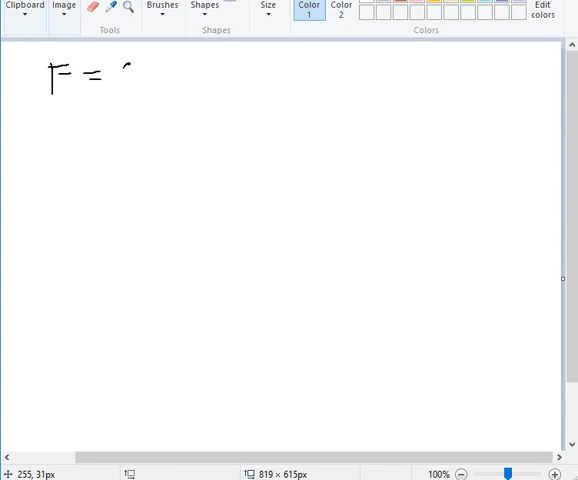 Clipboard
Image
Tools
Brushes
Shapes
Shapes
Size
Color 1
Color 2
Edit colors
Colors
F =
255, 31px
819 × 615px
100%